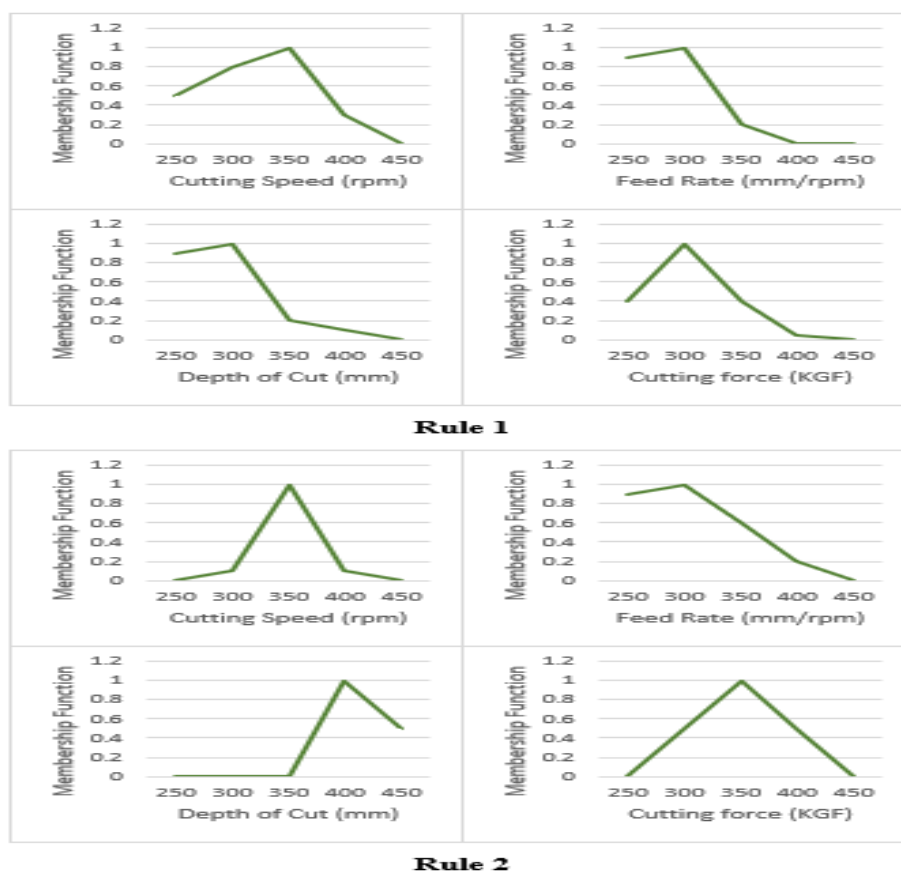 Membership Function
1.2
1
0.8
0.6
0.4
0.2
0
250 300 350 400 450
Cutting Speed (rpm)
Membership Function
1.2
1
0.8
0.6
0.4
0.2
0
250 300 350 400 450
Feed Rate (mm/rpm)
Membership Function
1.2
1
0.8
0.6
0.4
0.2
0
250 300 350 400 450
Depth of Cut (mm)
Membership Function
1.2
1
0.8
0.6
0.4
0.2
0
250 300 350 400 450
Cutting force (KGF)
Rule 1
Membership Function
1.2
1
0.8
0.6
0.4
0.2
0
250 300 350 400 450
Cutting Speed (rpm)
Membership Function
1.2
1
0.8
0.6
0.4
0.2
0
250 300 350 400 450
Feed Rate (mm/rpm)
Membership Function
1.2
1
0.8
0.6
0.4
0.2
0
250 300 350 400 450
Depth of Cut (mm)
Membership Function
1.2
1
0.8
0.6
0.4
0.2
0
250 300 350 400 450
Cutting force (KGF)
Rule 2